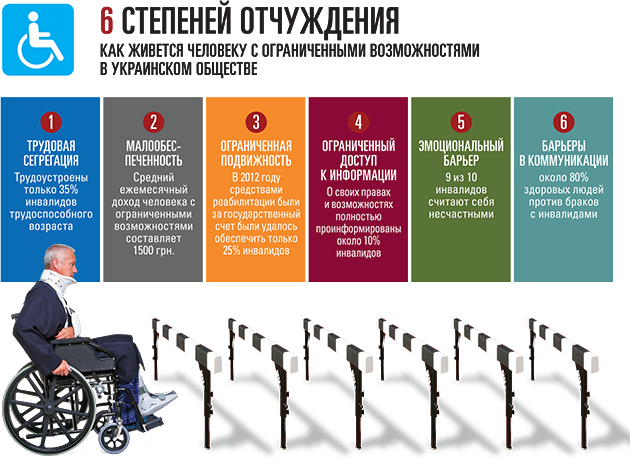 6 СТЕПЕНЕЙ ОТЧУЖДЕНИЯ
КАК ЖИВЕТСЯ ЧЕЛОВЕКУ С ОГРАНИЧЕННЫМИ ВОЗМОЖНОСТЯМИ
В УКРАИНСКОМ ОБЩЕСТВЕ
1
ТРУДОВАЯ
СЕГРЕГАЦИЯ
Трудоустроены
только 35%
инвалидов
трудоспособного
возраста
2
МАЛООБЕС-
ПЕЧЕННОСТЬ
Средний
ежемесячный
доход человека с
ограниченными
возможностями
составляет
1500 грн.
3
ОГРАНИЧЕННАЯ
ПОДВИЖНОСТЬ
В 2012 году
средствами
реабилитации были
за государственный
счет были удалось
обеспечить только
25% инвалидов
4
ОГРАНИЧЕННЫЙ
ДОСТУП
К ИНФОРМАЦИИ
О своих правах
и возможностях
полностью
проинформированы
около 10%
инвалидов
5
ЭМОЦИОНАЛЬНЫЙ
БАРЬЕР
9 из 10
инвалидов
считают себя
несчастными
6
БАРЬЕРЫ
В КОММУНИКАЦИИ
около 80%
здоровых людей
против браков
с инвалидами